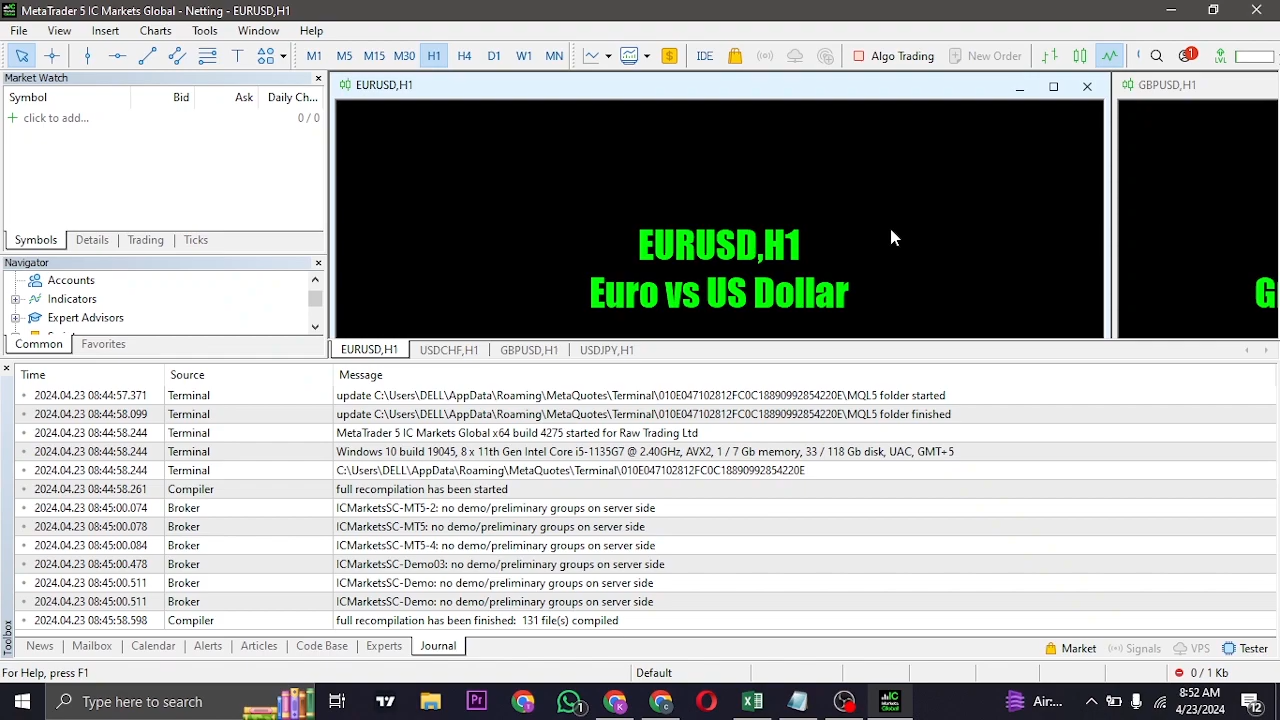 MetaTrader 5 IC Markets Global - Netting - EURUSD,H1
File View Insert Charts Tools Window Help
M1 M5 M15 M30 H1 H4 D1 W1 MN IDE Algo Trading New Order 1 LVL
Market Watch
Symbol Bid Ask Daily Ch...
click to add... 0 / 0
Symbols Details Trading Ticks
Navigator
Accounts
Indicators
Expert Advisors
Common Favorites
EURUSD,H1
EURUSD,H1
Euro vs US Dollar
GBPUSD,H1
G
EURUSD,H1 USDCHF,H1 GBPUSD,H1 USDJPY,H1
Time Source Message
2024.04.23 08:44:57.371 Terminal update C:\Users\DELL\AppData\Roaming\MetaQuotes\Terminal\010E047102812FC0C18890992854220E\MQL5 folder started
2024.04.23 08:44:58.099 Terminal update C:\Users\DELL\AppData\Roaming\MetaQuotes\Terminal\010E047102812FC0C18890992854220E\MQL5 folder finished
2024.04.23 08:44:58.244 Terminal MetaTrader 5 IC Markets Global x64 build 4275 started for Raw Trading Ltd
2024.04.23 08:44:58.244 Terminal Windows 10 build 19045, 8 x 11th Gen Intel Core i5-1135G7 @ 2.40GHz, AVX2, 1 / 7 Gb memory, 33 / 118 Gb disk, UAC, GMT+5
2024.04.23 08:44:58.244 Terminal C:\Users\DELL\AppData\Roaming\MetaQuotes\Terminal\010E047102812FC0C18890992854220E
2024.04.23 08:44:58.261 Compiler full recompilation has been started
2024.04.23 08:45:00.074 Broker ICMarketsSC-MT5-2: no demo/preliminary groups on server side
2024.04.23 08:45:00.078 Broker ICMarketsSC-MT5: no demo/preliminary groups on server side
2024.04.23 08:45:00.084 Broker ICMarketsSC-MT5-4: no demo/preliminary groups on server side
2024.04.23 08:45:00.478 Broker ICMarketsSC-Demo03: no demo/preliminary groups on server side
2024.04.23 08:45:00.511 Broker ICMarketsSC-Demo: no demo/preliminary groups on server side
2024.04.23 08:45:00.511 Broker ICMarketsSC-Demo: no demo/preliminary groups on server side
2024.04.23 08:45:58.598 Compiler full recompilation has been finished: 131 file(s) compiled
Toolbox
News Mailbox Calendar Alerts Articles Code Base Experts Journal Market Signals VPS Tester
For Help, press F1 Default 0 / 1 Kb
Type here to search Air... 8:52 AM
4/23/2024 12